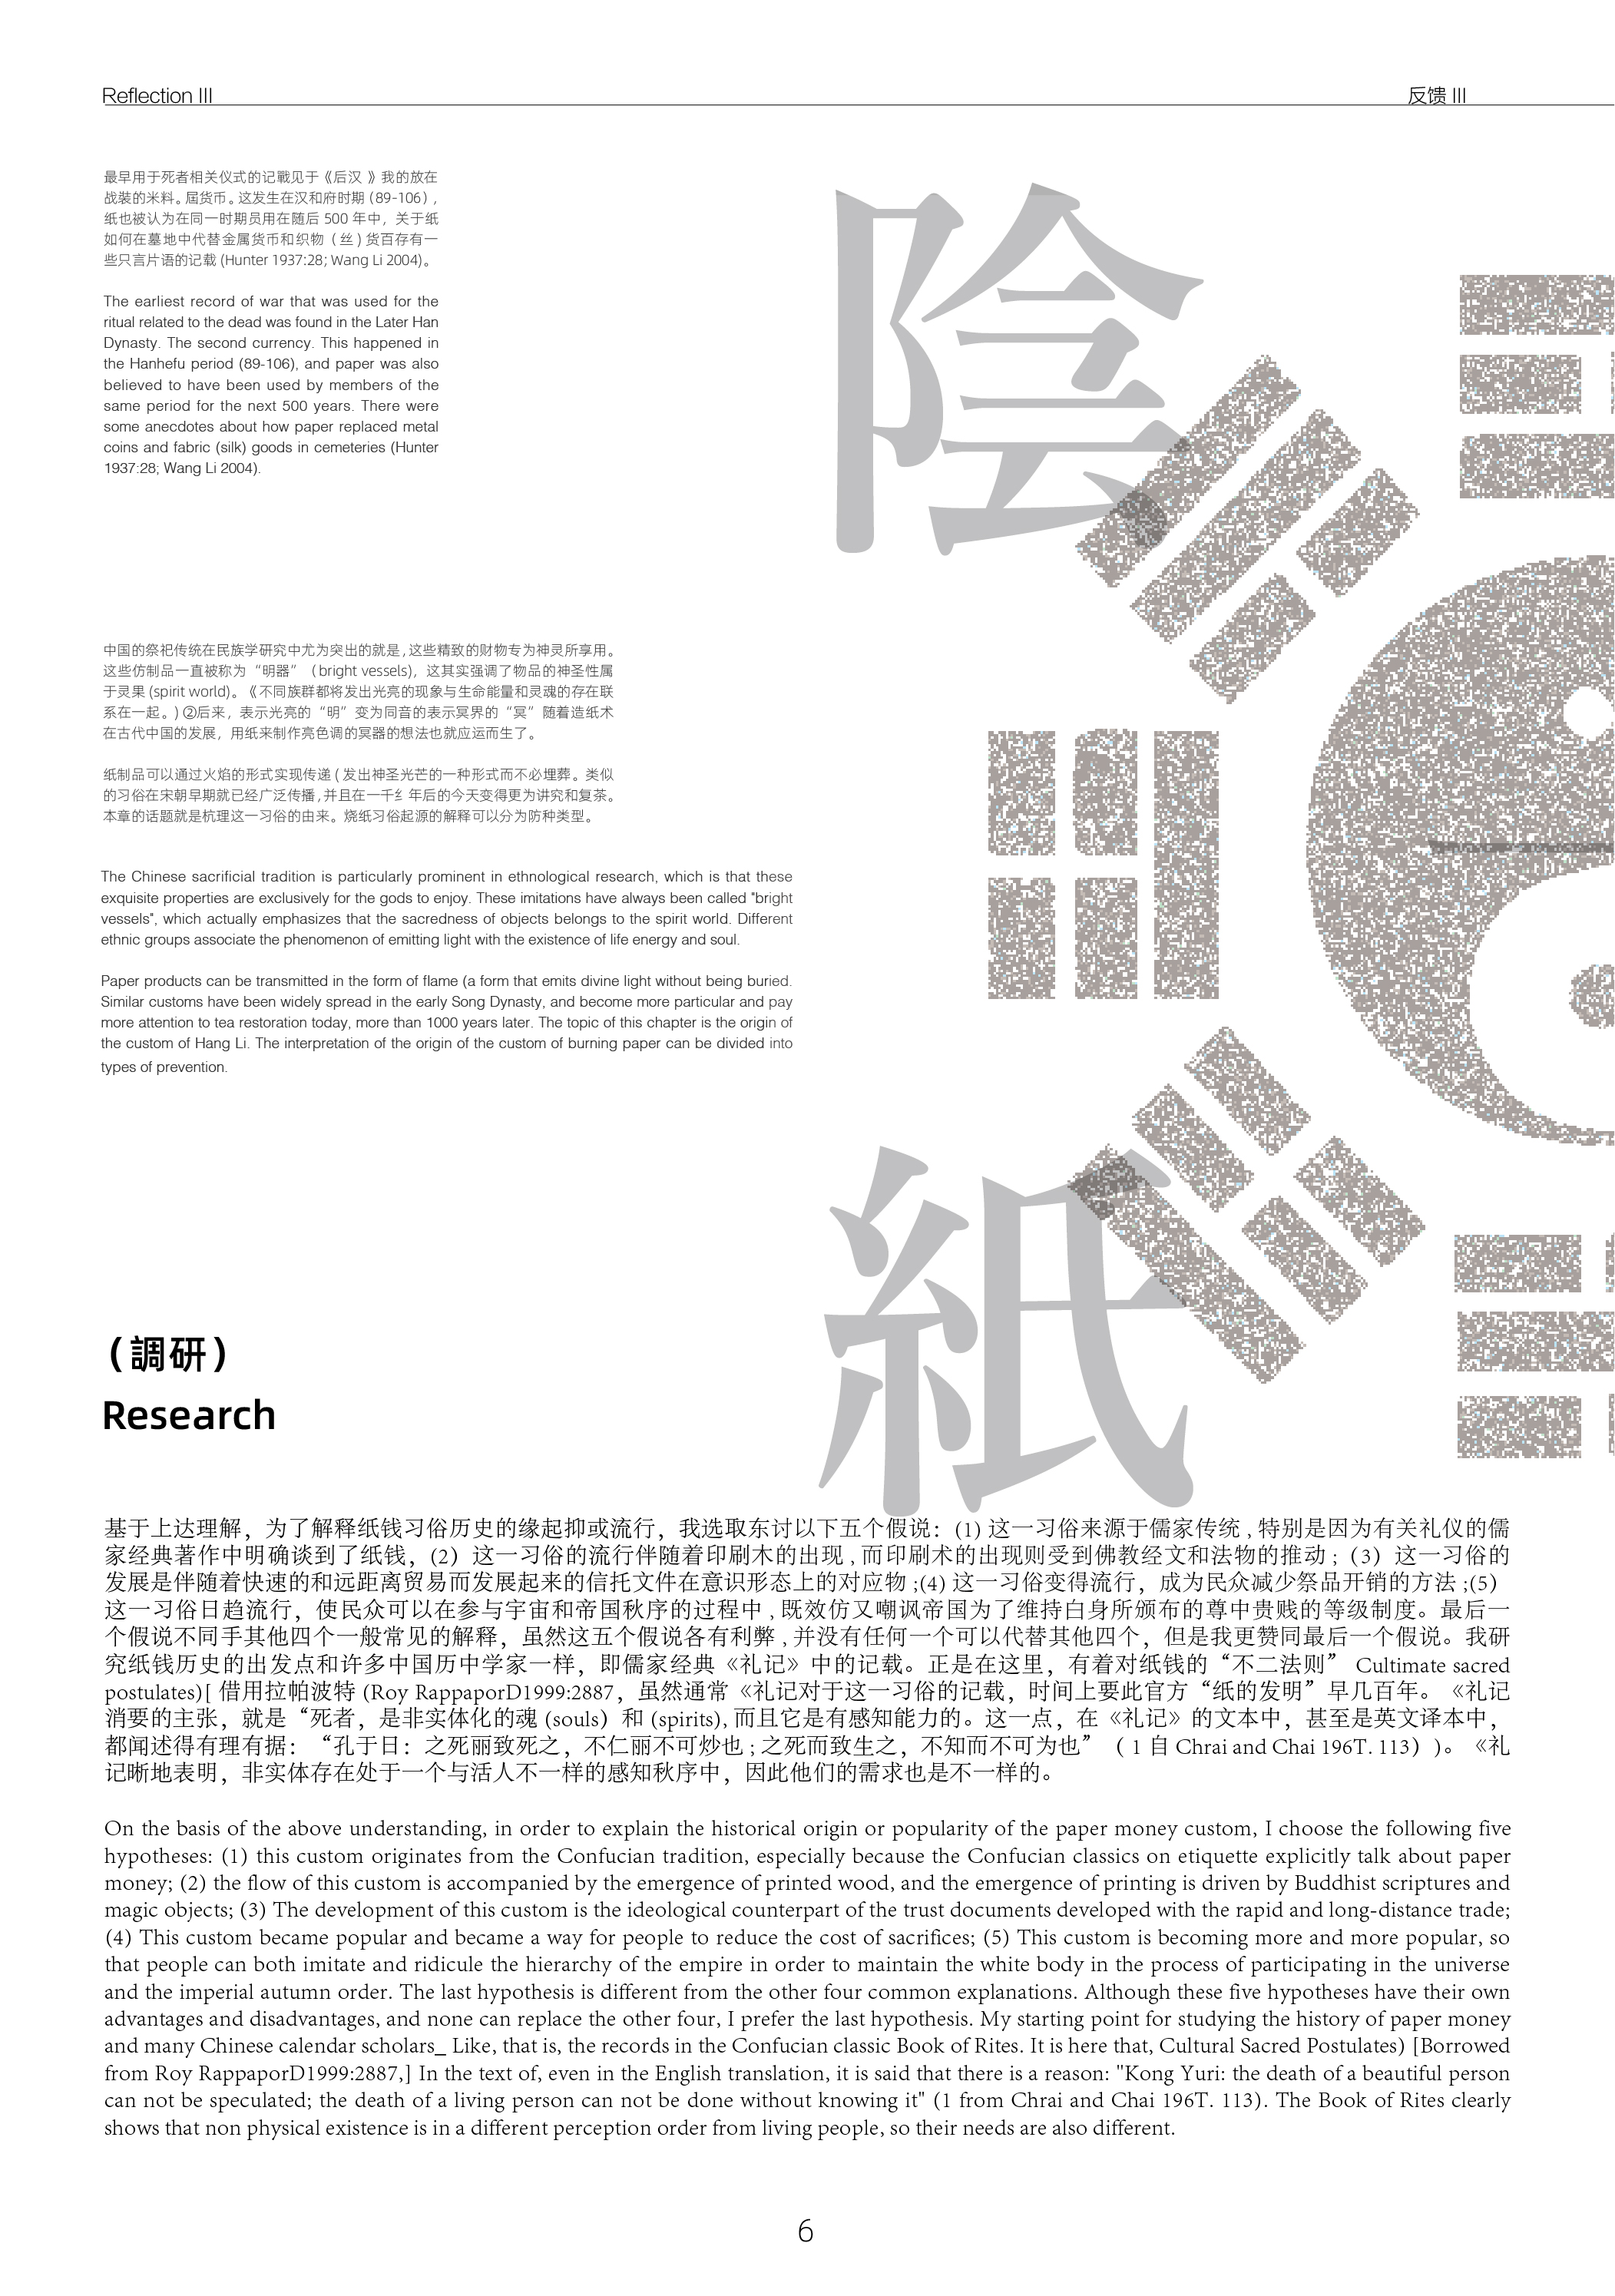 Reflection III
反馈 III
最早用于死者相关仪式的记戰见于《后汉 》我的放在
战裝的米料。屆货币。这发生在汉和府时期 (89-106) ,
纸也被认为在同一时期员用在随后 500 年中，关于纸
如何在墓地中代替金属货币和织物 ( 丝 ) 货百存有一
些只言片语的记载 (Hunter 1937:28; Wang Li 2004)。
The earliest record of war that was used for the
ritual related to the dead was found in the Later Han
Dynasty. The second currency. This happened in
the Hanhefu period (89-106), and paper was also
believed to have been used by members of the
same period for the next 500 years. There were
some anecdotes about how paper replaced metal
coins and fabric (silk) goods in cemeteries (Hunter
1937:28; Wang Li 2004).
陰
中国的祭祀传统在民族学研究中尤为突出的就是，这些精致的财物专为神灵所享用。
这些仿制品一直被称为 “明器” （bright vessels)，这其实强调了物品的神圣性属
于灵果 (spirit world)。《不同族群都将发出光亮的现象与生命能量和灵魂的存在联
系在一起。) ②后来，表示光亮的 “明” 变为同音的表示冥界的 “冥” 随着造纸术
在古代中国的发展，用纸来制作亮色调的冥器的想法也就应运而生了。
纸制品可以通过火焰的形式实现传递 ( 发出神圣光芒的一种形式而不必埋葬。类似
的习俗在宋朝早期就已经广泛传播，并且在一千纟年后的今天变得更为讲究和复茶。
本章的话题就是杭理这一习俗的由来。烧纸习俗起源的解释可以分为防种类型。
The Chinese sacrificial tradition is particularly prominent in ethnological research, which is that these
exquisite properties are exclusively for the gods to enjoy. These imitations have always been called "bright
vessels", which actually emphasizes that the sacredness of objects belongs to the spirit world. Different
ethnic groups associate the phenomenon of emitting light with the existence of life energy and soul.
Paper products can be transmitted in the form of flame (a form that emits divine light without being buried.
Similar customs have been widely spread in the early Song Dynasty, and become more particular and pay
more attention to tea restoration today, more than 1000 years later. The topic of this chapter is the origin of
the custom of Hang Li. The interpretation of the origin of the custom of burning paper can be divided into
types of prevention.
紙
（調研）
Research
基于上达理解，为了解释纸钱习俗历史的缘起抑或流行，我选取东讨以下五个假说：(1) 这一习俗来源于儒家传统 , 特别是因为有关礼仪的儒
家经典著作中明确谈到了纸钱，(2）这一习俗的流行伴随着印刷木的出现 , 而印刷术的出现则受到佛教经文和法物的推动 ;（3）这一习俗的
发展是伴随着快速的和远距离贸易而发展起来的信托文件在意识形态上的对应物 ;(4) 这一习俗变得流行，成为民众减少祭品开销的方法 ;(5）
这一习俗日趋流行，使民众可以在参与宇宙和帝国秋序的过程中 , 既效仿又嘲讽帝国为了维持白身所颁布的尊中贵贱的等级制度。最后一
个假说不同手其他四个一般常见的解释，虽然这五个假说各有利弊 , 并没有任何一个可以代替其他四个，但是我更赞同最后一个假说。我研
究纸钱历史的出发点和许多中国历中学家一样，即儒家经典《礼记》中的记载。正是在这里，有着对纸钱的“不二法则” Cultimate sacred
postulates)[ 借用拉帕波特 (Roy RappaporD1999:2887，虽然通常《礼记对于这一习俗的记载，时间上要此官方“纸的发明”早几百年。《礼记
消要的主张，就是“死者，是非实体化的魂 (souls）和 (spirits), 而且它是有感知能力的。这一点，在《礼记》的文本中，甚至是英文译本中，
都闻述得有理有据： “孔于日：之死丽致死之，不仁丽不可炒也 ; 之死而致生之，不知而不可为也” （ 1 自 Chrai and Chai 196T. 113）)。《礼
记晰地表明，非实体存在处于一个与活人不一样的感知秋序中，因此他们的需求也是不一样的。
On the basis of the above understanding, in order to explain the historical origin or popularity of the paper money custom, I choose the following five
hypotheses: (1) this custom originates from the Confucian tradition, especially because the Confucian classics on etiquette explicitly talk about paper
money; (2) the flow of this custom is accompanied by the emergence of printed wood, and the emergence of printing is driven by Buddhist scriptures and
magic objects; (3) The development of this custom is the ideological counterpart of the trust documents developed with the rapid and long-distance trade;
(4) This custom became popular and became a way for people to reduce the cost of sacrifices; (5) This custom is becoming more and more popular, so
that people can both imitate and ridicule the hierarchy of the empire in order to maintain the white body in the process of participating in the universe
and the imperial autumn order. The last hypothesis is different from the other four common explanations. Although these five hypotheses have their own
advantages and disadvantages, and none can replace the other four, I prefer the last hypothesis. My starting point for studying the history of paper money
and many Chinese calendar scholars_ Like, that is, the records in the Confucian classic Book of Rites. It is here that, Cultural Sacred Postulates) [Borrowed
from Roy RappaporD1999:2887,] In the text of, even in the English translation, it is said that there is a reason: "Kong Yuri: the death of a beautiful person
can not be speculated; the death of a living person can not be done without knowing it" (1 from Chrai and Chai 196T. 113). The Book of Rites clearly
shows that non physical existence is in a different perception order from living people, so their needs are also different.
6